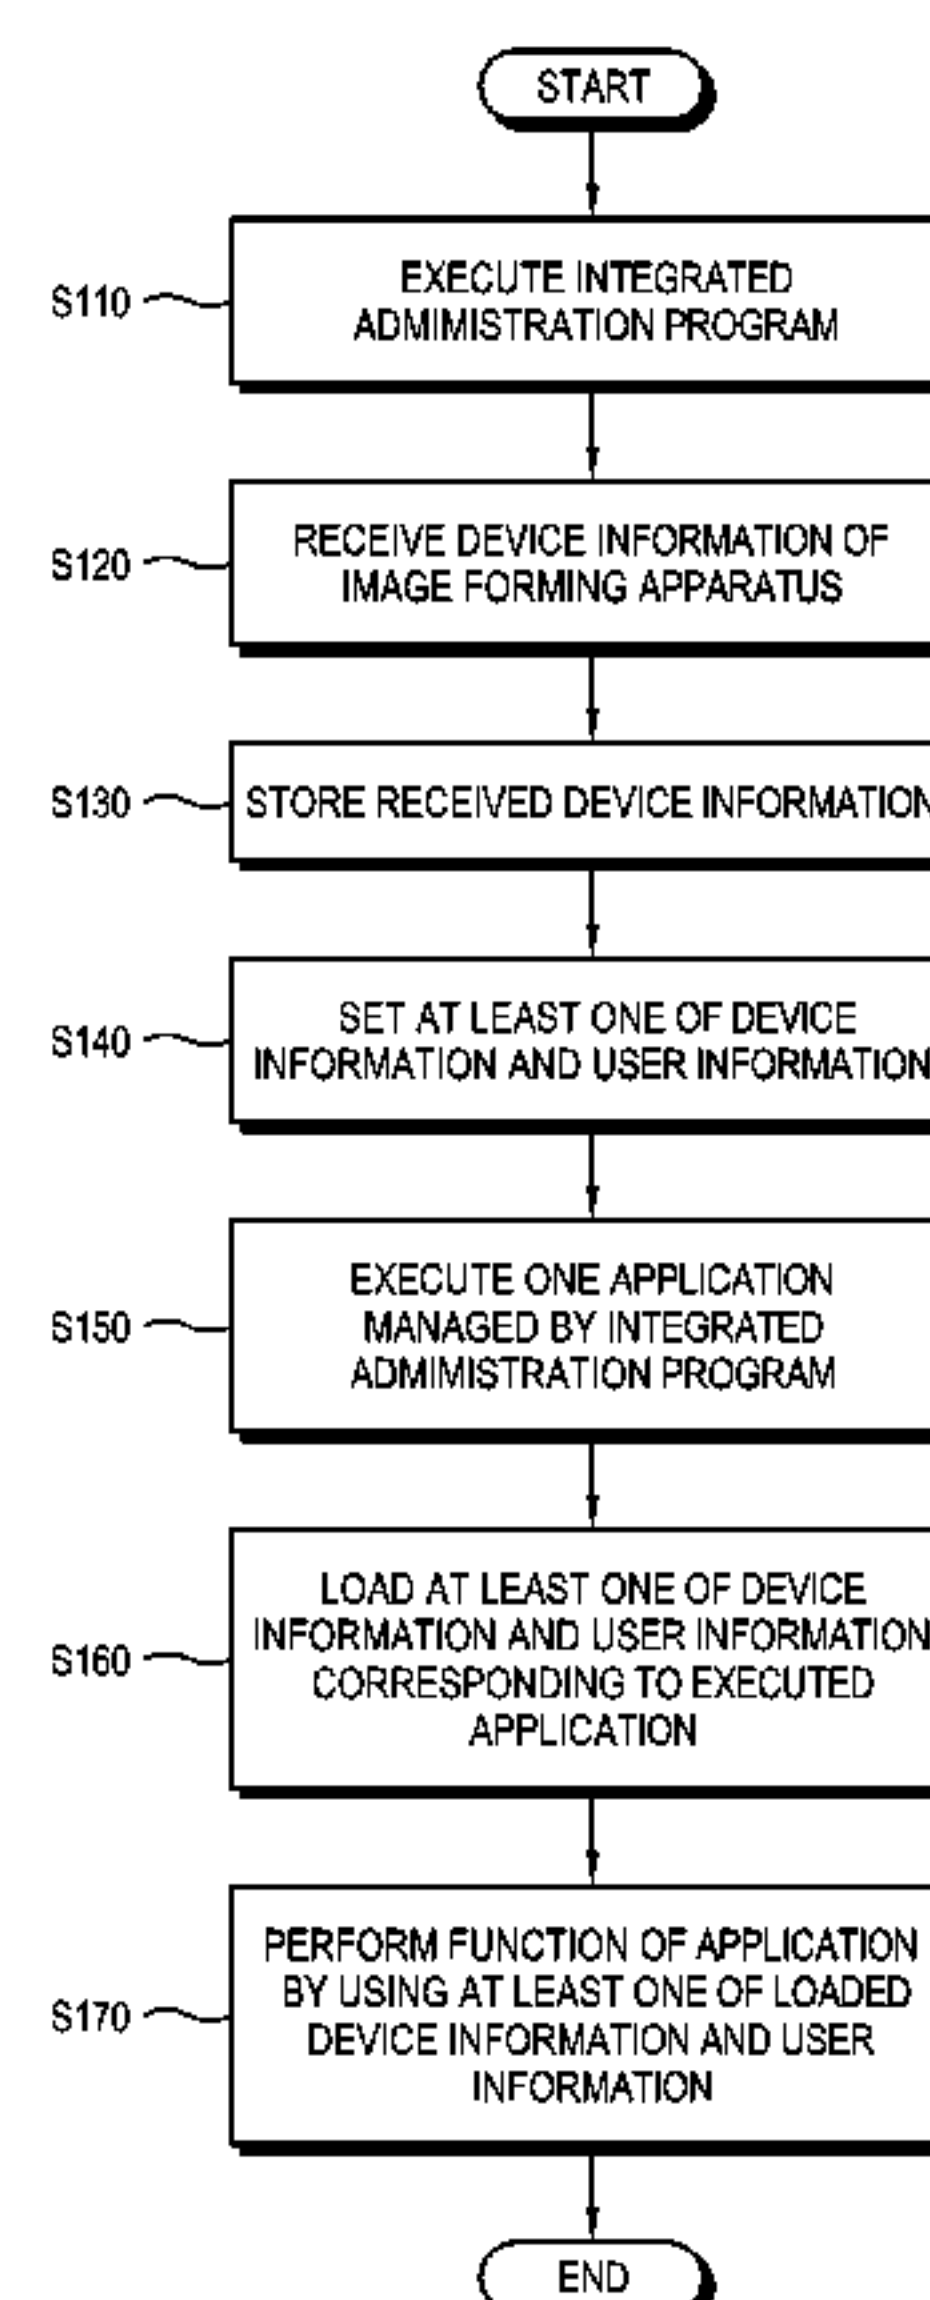 START
S110
EXECUTE INTEGRATED
ADMIMISTRATION PROGRAM
S120
RECEIVE DEVICE INFORMATION OF
IMAGE FORMING APPARATUS
S130
STORE RECEIVED DEVICE INFORMATION
S140
SET AT LEAST ONE OF DEVICE
INFORMATION AND USER INFORMATION
S150
EXECUTE ONE APPLICATION
MANAGED BY INTEGRATED
ADMIMISTRATION PROGRAM
S160
LOAD AT LEAST ONE OF DEVICE
INFORMATION AND USER INFORMATION
CORRESPONDING TO EXECUTED
APPLICATION
S170
PERFORM FUNCTION OF APPLICATION
BY USING AT LEAST ONE OF LOADED
DEVICE INFORMATION AND USER
INFORMATION
END